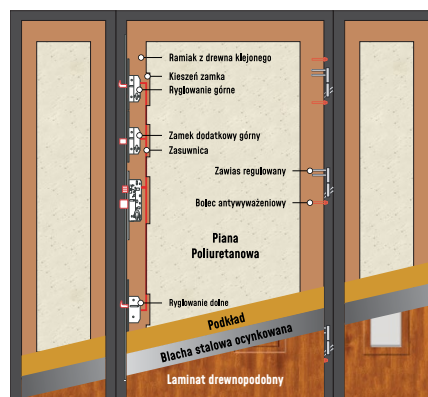 Ramiak z drewna klejonego
Kieszeń zamka
Ryglowanie górne
Zamek dodatkowy górny
Zasuwnica
Zawias regulowany
Bolec antywyważeniowy
Piana
Poliuretanowa
Ryglowanie dolne
Podkład
Blacha stalowa ocynkowana
Laminat drewnopodobny